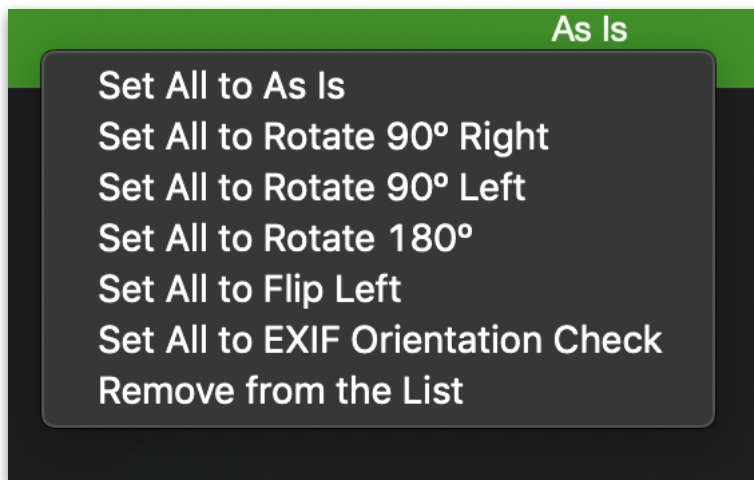 As Is
Set All to As Is
Set All to Rotate 90º Right
Set All to Rotate 90º Left
Set All to Rotate 180º
Set All to Flip Left
Set All to EXIF Orientation Check
Remove from the List